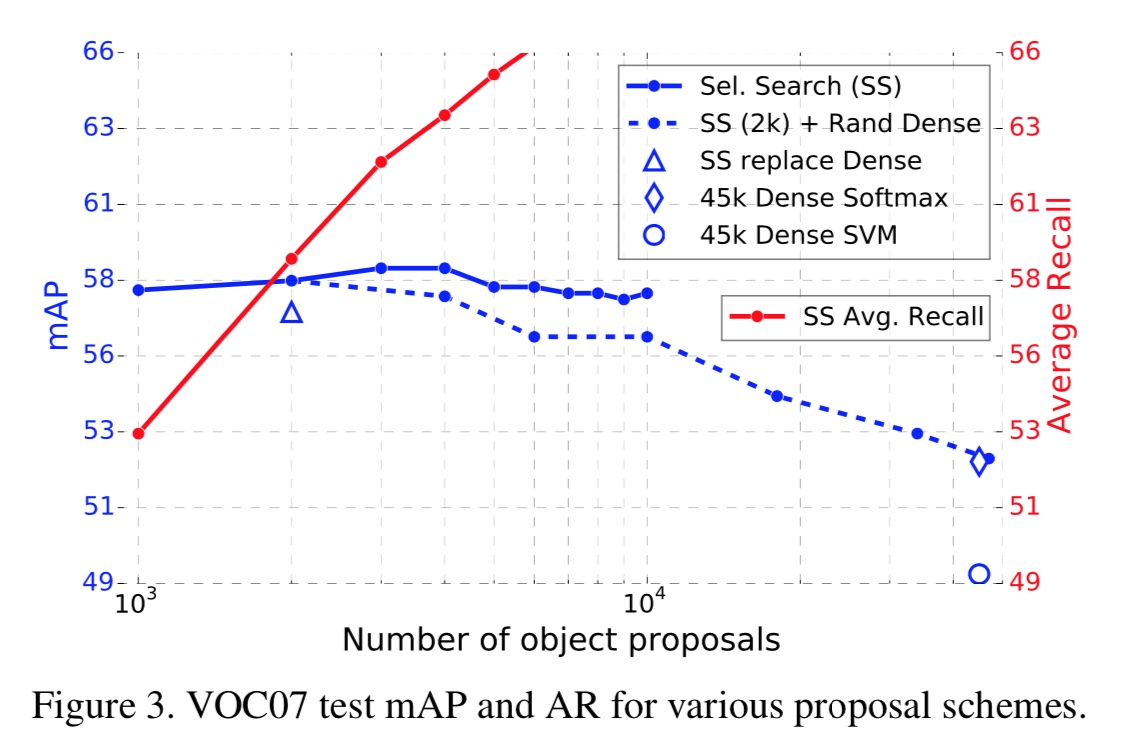 66
63
61
58
56
53
51
49
mAP
Sel. Search (SS)
SS (2k) + Rand Dense
SS replace Dense
45k Dense Softmax
45k Dense SVM
SS Avg. Recall
66
63
61
58
56
53
51
49
Average Recall
10³
10⁴
Number of object proposals
Figure 3. VOC07 test mAP and AR for various proposal schemes.